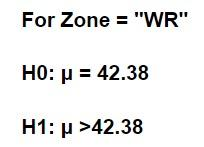 For Zone = "WR"
H0: µ = 42.38
H1: µ >42.38